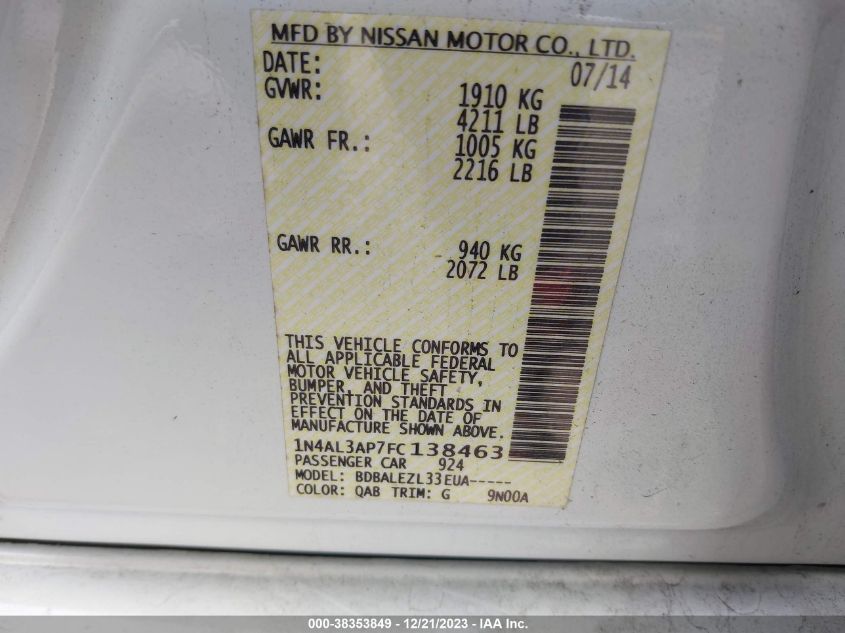 MFD BY NISSAN MOTOR CO., LTD.
DATE: 07/14
GVWR: 1910 KG
4211 LB
GAWR FR.: 1005 KG
2216 LB
GAWR RR.: 940 KG
2072 LB
THIS VEHICLE CONFORMS TO
ALL APPLICABLE FEDERAL
MOTOR VEHICLE SAFETY,
BUMPER, AND THEFT
PREVENTION STANDARDS IN
EFFECT ON THE DATE OF
MANUFACTURE SHOWN ABOVE.
1N4AL3AP7FC138463
PASSENGER CAR 924
MODEL: BDBALEZL33EUA-----
COLOR: QAB TRIM: G 9N00A
000-38353849 - 12/21/2023 - IAA Inc.